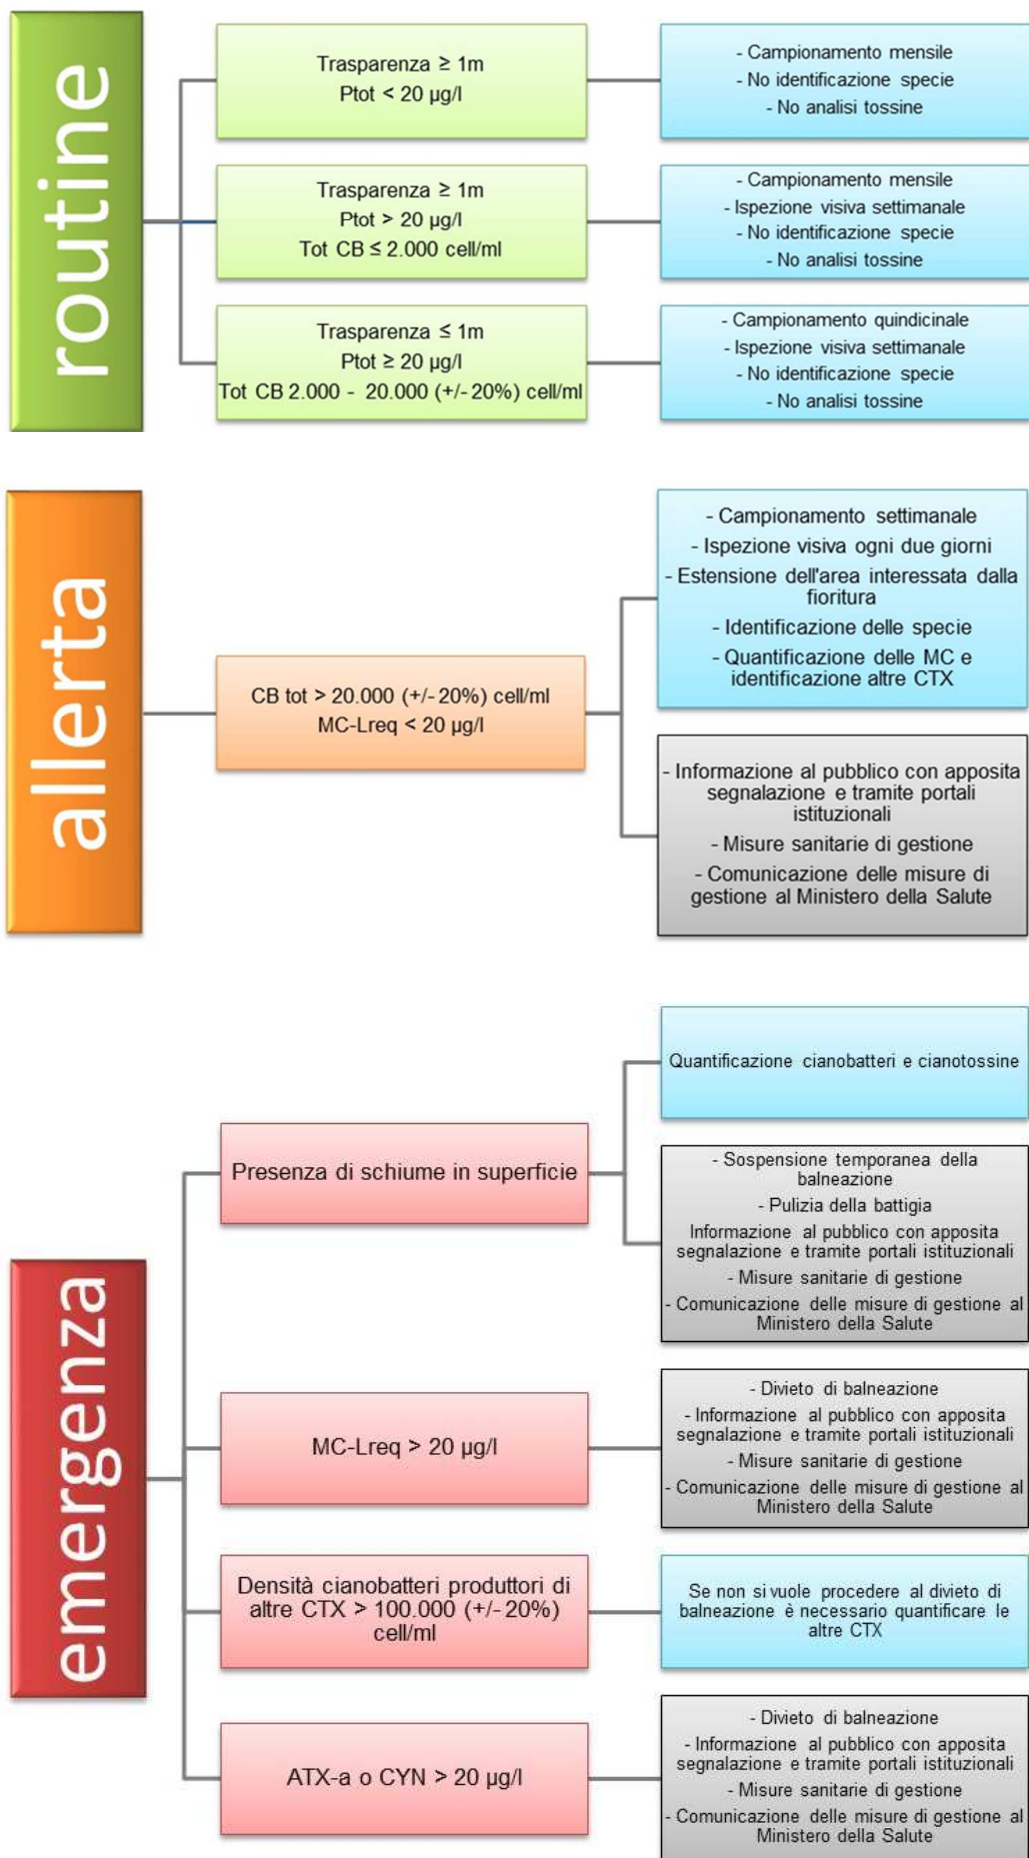 routine
Trasparenza ≥ 1m
Ptot < 20 µg/l
- Campionamento mensile
- No identificazione specie
- No analisi tossine
Trasparenza ≥ 1m
Ptot > 20 µg/l
Tot CB ≤ 2.000 cell/ml
- Campionamento mensile
- Ispezione visiva settimanale
- No identificazione specie
- No analisi tossine
Trasparenza ≤ 1m
Ptot ≥ 20 µg/l
Tot CB 2.000 - 20.000 (+/-20%) cell/ml
- Campionamento quindicinale
- Ispezione visiva settimanale
- No identificazione specie
- No analisi tossine
allerta
CB tot > 20.000 (+/-20%) cell/ml
MC-Lreq < 20 µg/l
- Campionamento settimanale
- Ispezione visiva ogni due giorni
- Estensione dell'area interessata dalla
fioritura
- Identificazione delle specie
- Quantificazione delle MC e
identificazione altre CTX
- Informazione al pubblico con apposita
segnalazione e tramite portali
istituzionali
- Misure sanitarie di gestione
- Comunicazione delle misure di
gestione al Ministero della Salute
emergenza
Presenza di schiume in superficie
Quantificazione cianobatteri e cianotossine
- Sospensione temporanea della
balneazione
- Pulizia della battigia
Informazione al pubblico con apposita
segnalazione e tramite portali istituzionali
- Misure sanitarie di gestione
- Comunicazione delle misure di gestione al
Ministero della Salute
MC-Lreq > 20 µg/l
- Divieto di balneazione
- Informazione al pubblico con apposita
segnalazione e tramite portali istituzionali
- Misure sanitarie di gestione
- Comunicazione delle misure di gestione al
Ministero della Salute
Densità cianobatteri produttori di
altre CTX > 100.000 (+/-20%)
cell/ml
Se non si vuole procedere al divieto di
balneazione è necessario quantificare le
altre CTX
ATX-a o CYN > 20 µg/l
- Divieto di balneazione
- Informazione al pubblico con apposita
segnalazione e tramite portali istituzionali
- Misure sanitarie di gestione
- Comunicazione delle misure di gestione al
Ministero della Salute